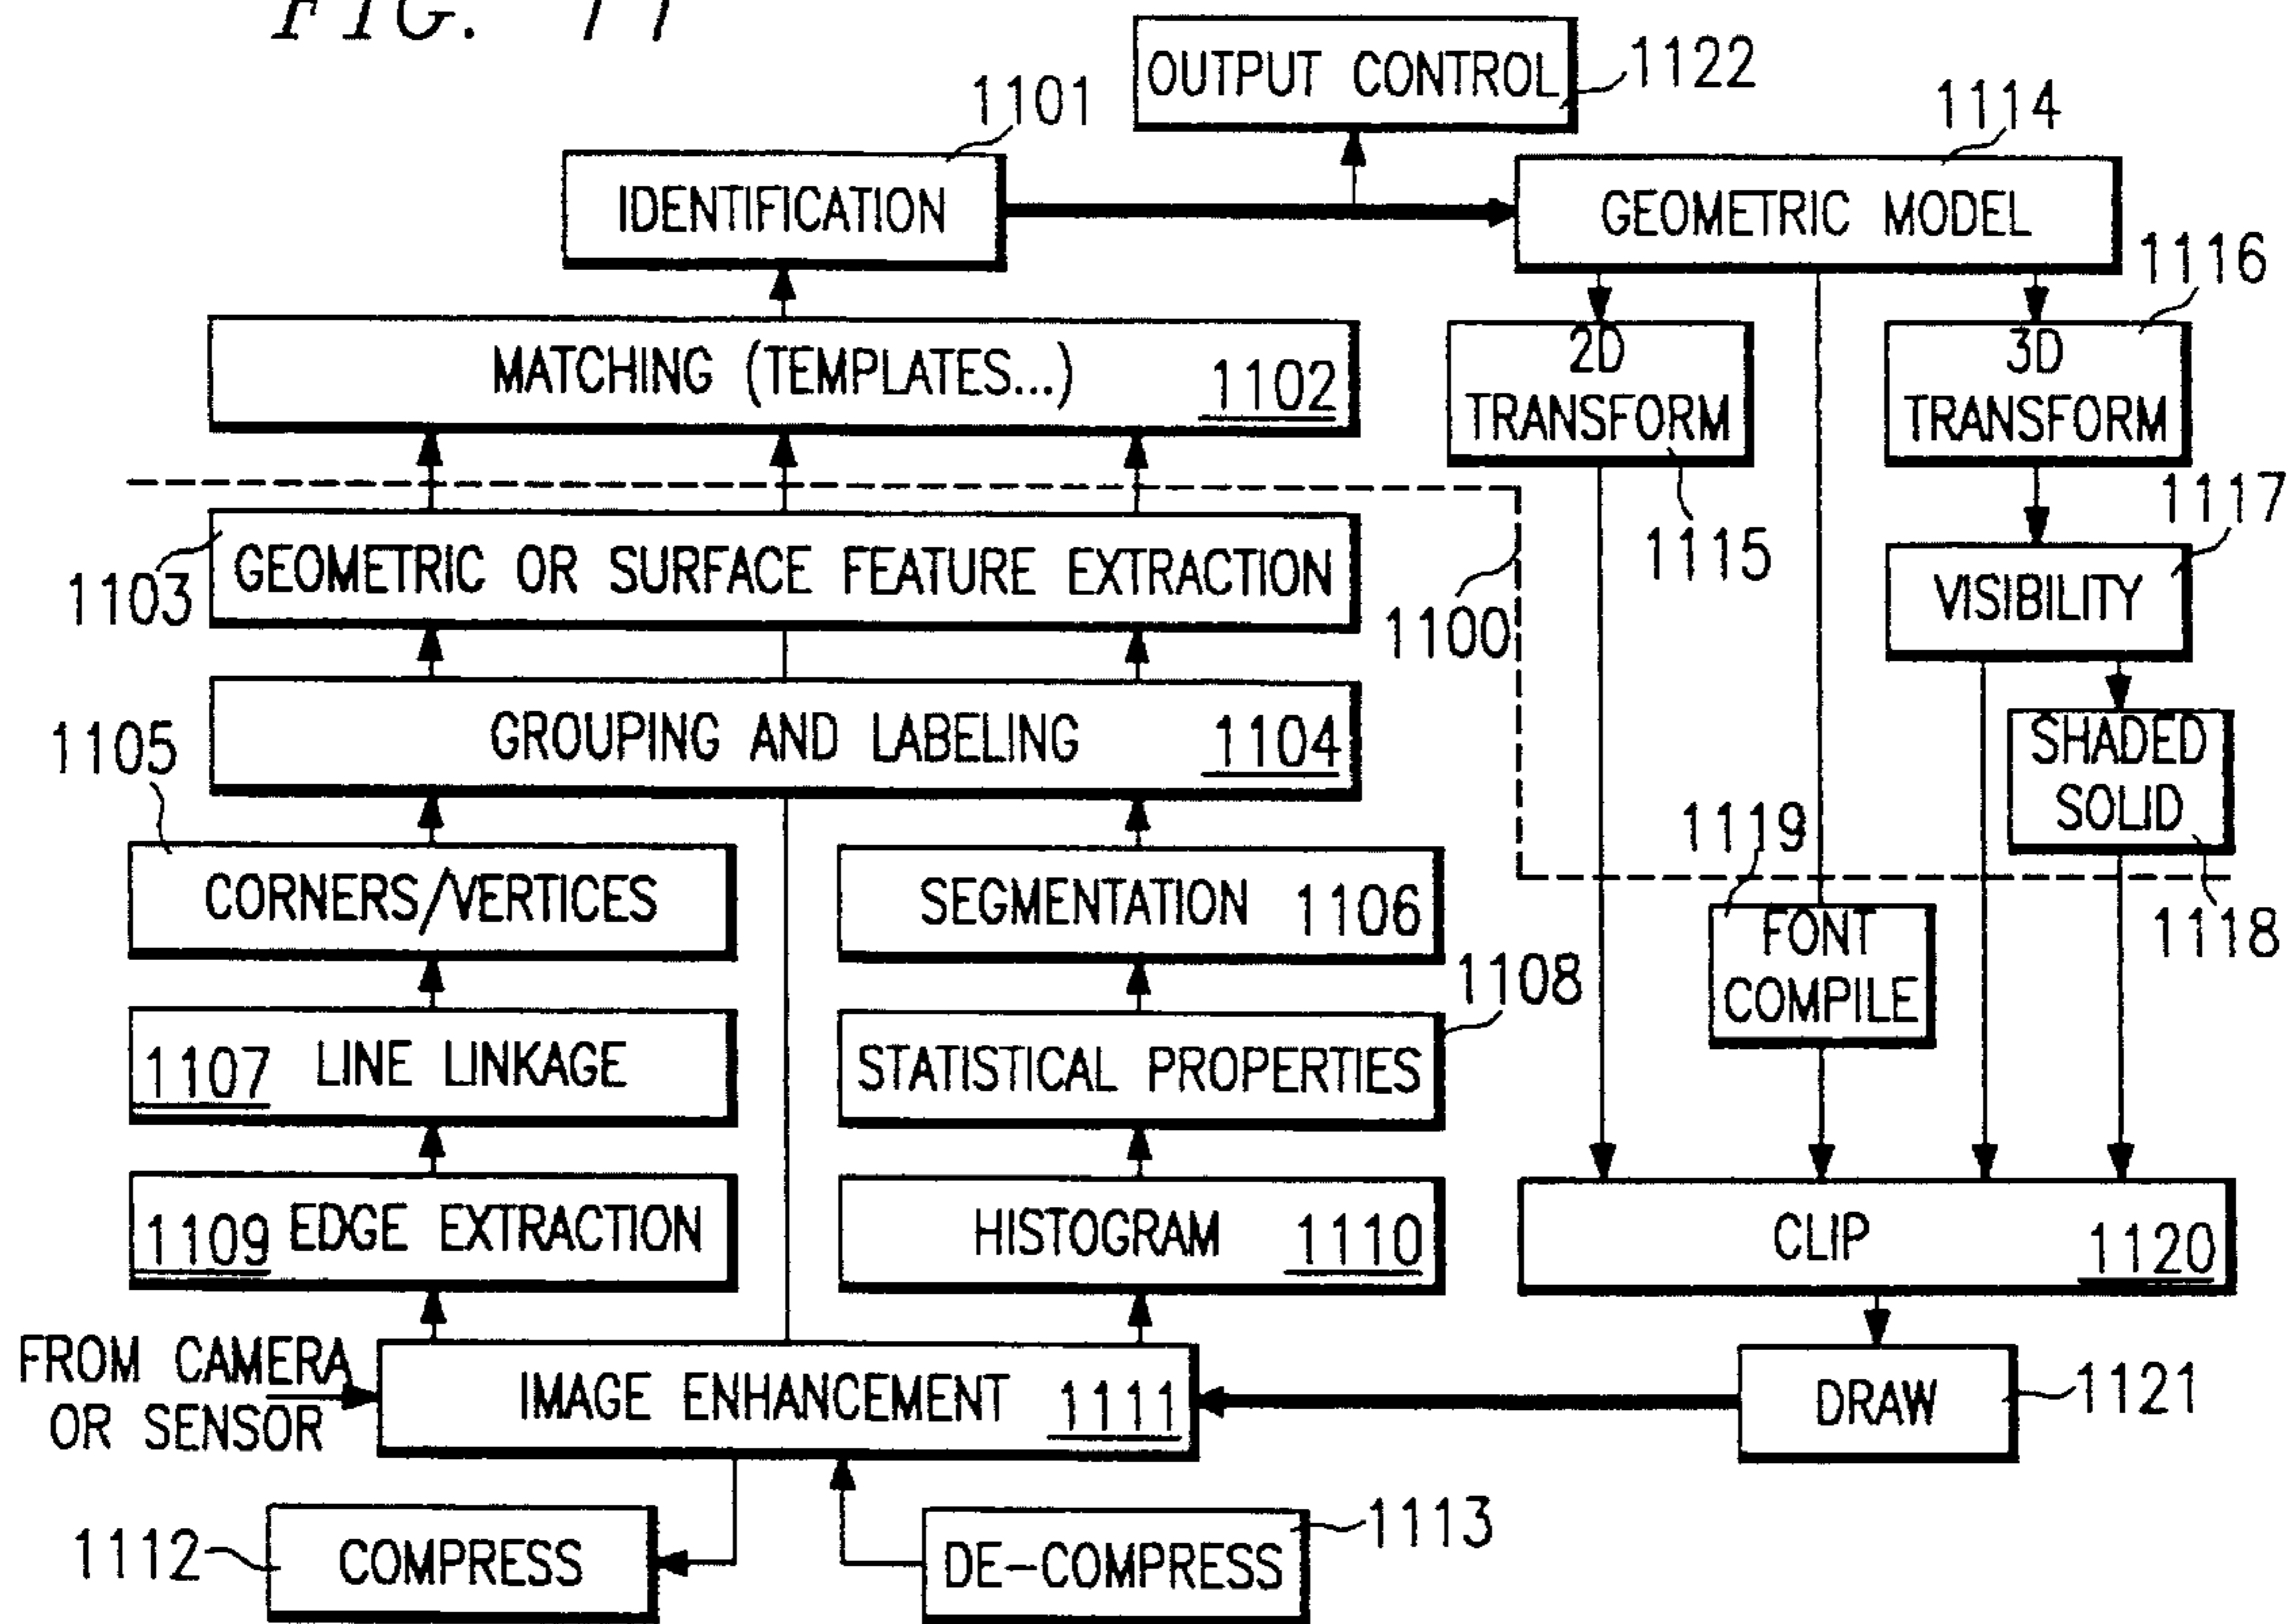 FIG. 11
OUTPUT CONTROL
1122
1101
1114
IDENTIFICATION
GEOMETRIC MODEL
1116
MATCHING (TEMPLATES...) 1102
2D
TRANSFORM
3D
TRANSFORM
1115
1117
1103
GEOMETRIC OR SURFACE FEATURE EXTRACTION
1100
VISIBILITY
1105
GROUPING AND LABELING 1104
SHADED
SOLID
1119
1118
CORNERS/VERTICES
SEGMENTATION 1106
FONT
COMPILE
1108
1107 LINE LINKAGE
STATISTICAL PROPERTIES
1109 EDGE EXTRACTION
HISTOGRAM 1110
CLIP 1120
FROM CAMERA
OR SENSOR
IMAGE ENHANCEMENT 1111
DRAW
1121
1112
COMPRESS
DE-COMPRESS
1113